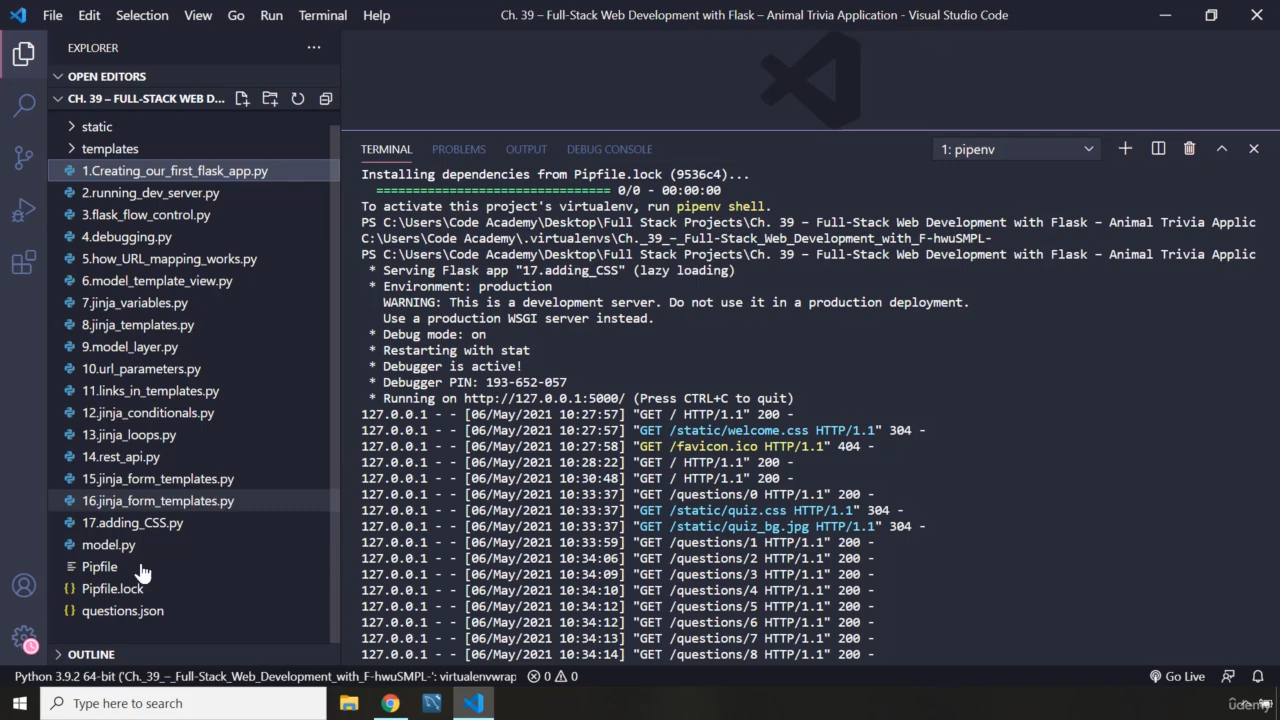 File Edit Selection View Go Run Terminal Help Ch. 39 – Full-Stack Web Development with Flask – Animal Trivia Application - Visual Studio Code
EXPLORER
OPEN EDITORS
CH. 39 – FULL-STACK WEB D...
static
templates
1.Creating_our_first_flask_app.py
2.running_dev_server.py
3.flask_flow_control.py
4.debugging.py
5.how_URL_mapping_works.py
6.model_template_view.py
7.jinja_variables.py
8.jinja_templates.py
9.model_layer.py
10.url_parameters.py
11.links_in_templates.py
12.jinja_conditionals.py
13.jinja_loops.py
14.rest_api.py
15.jinja_form_templates.py
16.jinja_form_templates.py
17.adding_CSS.py
model.py
Pipfile
Pipfile.lock
questions.json
OUTLINE
TERMINAL PROBLEMS OUTPUT DEBUG CONSOLE 1: pipenv
Installing dependencies from Pipfile.lock (9536c4)...
================================ 0/0 - 00:00:00
To activate this project's virtualenv, run pipenv shell.
PS C:\Users\Code Academy\Desktop\Full Stack Projects\Ch. 39 – Full-Stack Web Development with Flask – Animal Trivia Applic
C:\Users\Code Academy\.virtualenvs\Ch._39_–_Full-Stack_Web_Development_with_F-hwuSMPL-
PS C:\Users\Code Academy\Desktop\Full Stack Projects\Ch. 39 – Full-Stack Web Development with Flask – Animal Trivia Applic
* Serving Flask app "17.adding_CSS" (lazy loading)
* Environment: production
WARNING: This is a development server. Do not use it in a production deployment.
Use a production WSGI server instead.
* Debug mode: on
* Restarting with stat
* Debugger is active!
* Debugger PIN: 193-652-057
* Running on http://127.0.0.1:5000/ (Press CTRL+C to quit)
127.0.0.1 - - [06/May/2021 10:27:57] "GET / HTTP/1.1" 200 -
127.0.0.1 - - [06/May/2021 10:27:57] "GET /static/welcome.css HTTP/1.1" 304 -
127.0.0.1 - - [06/May/2021 10:27:58] "GET /favicon.ico HTTP/1.1" 404 -
127.0.0.1 - - [06/May/2021 10:28:22] "GET / HTTP/1.1" 200 -
127.0.0.1 - - [06/May/2021 10:30:48] "GET / HTTP/1.1" 200 -
127.0.0.1 - - [06/May/2021 10:33:37] "GET /questions/0 HTTP/1.1" 200 -
127.0.0.1 - - [06/May/2021 10:33:37] "GET /static/quiz.css HTTP/1.1" 304 -
127.0.0.1 - - [06/May/2021 10:33:37] "GET /static/quiz_bg.jpg HTTP/1.1" 304 -
127.0.0.1 - - [06/May/2021 10:33:59] "GET /questions/1 HTTP/1.1" 200 -
127.0.0.1 - - [06/May/2021 10:34:06] "GET /questions/2 HTTP/1.1" 200 -
127.0.0.1 - - [06/May/2021 10:34:09] "GET /questions/3 HTTP/1.1" 200 -
127.0.0.1 - - [06/May/2021 10:34:10] "GET /questions/4 HTTP/1.1" 200 -
127.0.0.1 - - [06/May/2021 10:34:12] "GET /questions/5 HTTP/1.1" 200 -
127.0.0.1 - - [06/May/2021 10:34:12] "GET /questions/6 HTTP/1.1" 200 -
127.0.0.1 - - [06/May/2021 10:34:13] "GET /questions/7 HTTP/1.1" 200 -
127.0.0.1 - - [06/May/2021 10:34:14] "GET /questions/8 HTTP/1.1" 200 -
Python 3.9.2 64-bit ('Ch._39_–_Full-Stack_Web_Development_with_F-hwuSMPL-': virtualenvwrap 0 0 Go Live
Type here to search
udemy